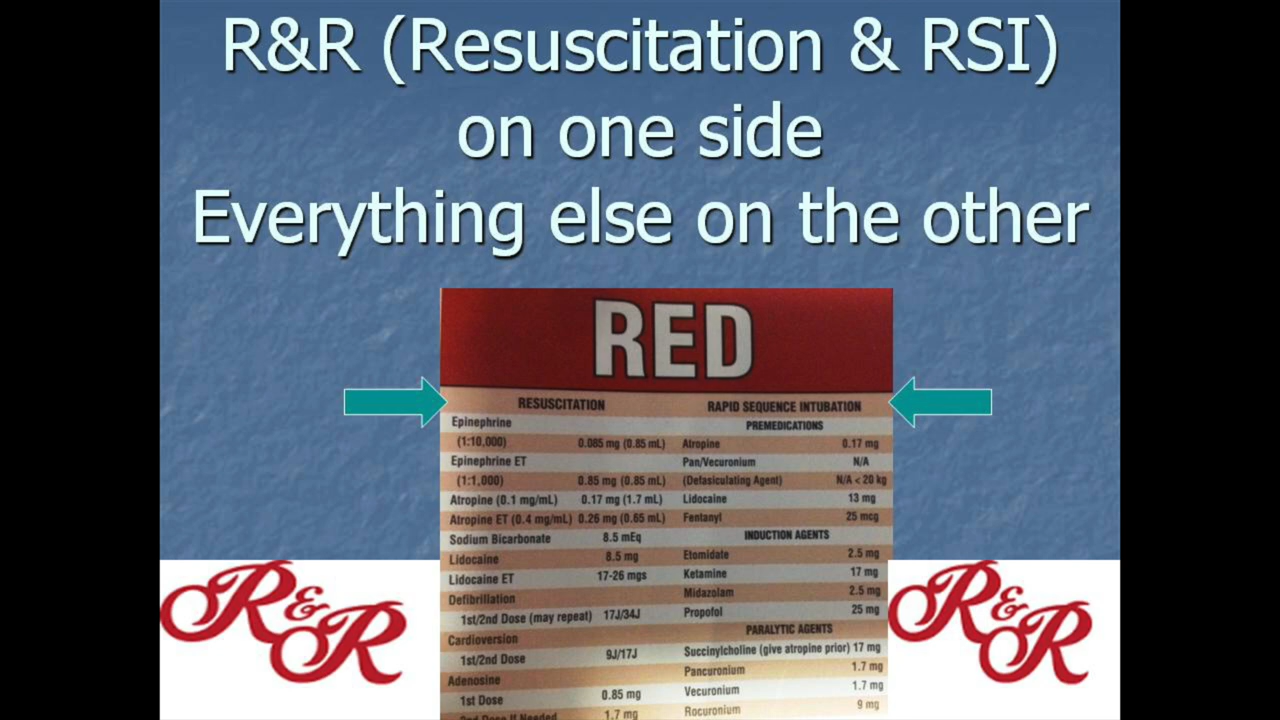 R&R (Resuscitation & RSI)
on one side
Everything else on the other
RED
RESUSCITATION
Epinephrine
(1:10,000) 0.085 mg (0.85 mL)
Epinephrine ET
(1:1,000) 0.85 mg (0.85 mL)
Atropine (0.1 mg/mL) 0.17 mg (1.7 mL)
Atropine ET (0.4 mg/mL) 0.26 mg (0.65 mL)
Sodium Bicarbonate 8.5 mEq
Lidocaine 8.5 mg
Lidocaine ET 17-26 mgs
Defibrillation
1st/2nd Dose (may repeat) 17J/34J
Cardioversion
1st/2nd Dose 9J/17J
Adenosine
1st Dose 0.85 mg
2nd Dose If Needed 1.7 mg
RAPID SEQUENCE INTUBATION
PREMEDICATIONS
Atropine 0.17 mg
Pan/Vecuronium N/A
(Defasiculating Agent) N/A < 20 kg
Lidocaine 13 mg
Fentanyl 25 mcg
INDUCTION AGENTS
Etomidate 2.5 mg
Ketamine 17 mg
Midazolam 2.5 mg
Propofol 25 mg
PARALYTIC AGENTS
Succinylcholine (give atropine prior) 17 mg
Pancuronium 1.7 mg
Vecuronium 1.7 mg
Rocuronium 9 mg
R&R
R&R